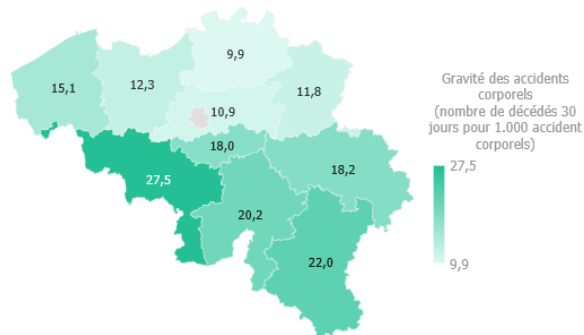 9,9
15,1
12,3
11,8
10,9
18,0
18,2
27,5
20,2
22,0
Gravité des accidents
corporels
(nombre de décédés 30
jours pour 1.000 accident
corporels)
27,5
9,9